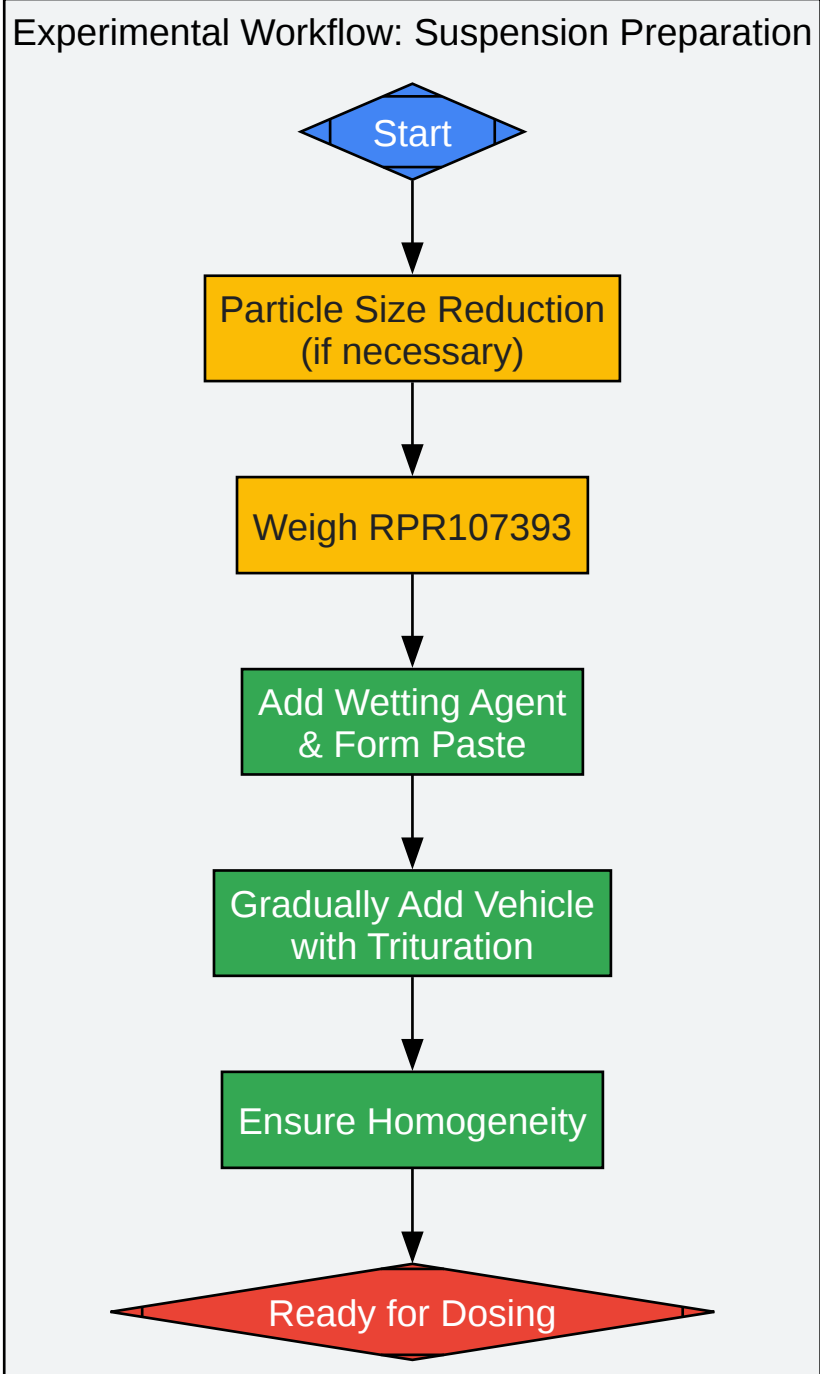 Experimental Workflow: Suspension Preparation
Start
Particle Size Reduction
(if necessary)
Weigh RPR107393
Add Wetting Agent
& Form Paste
Gradually Add Vehicle
with Trituration
Ensure Homogeneity
Ready for Dosing